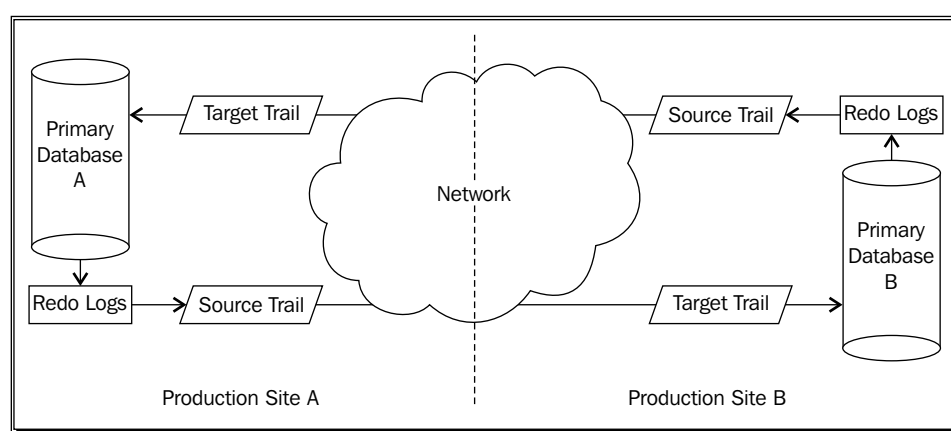 Target Trail
Source Trail
Redo Logs
Primary
Database
A
Network
Primary
Database
B
Redo Logs
Source Trail
Target Trail
Production Site A
Production Site B